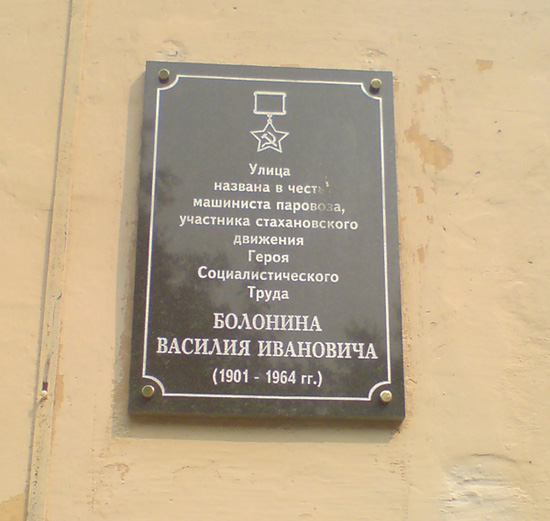 Улица
названа в честь
машиниста паровоза,
участника стахановского
движения
Героя
Социалистического
Труда
БОЛОНИНА
ВАСИЛИЯ ИВАНОВИЧА
(1901 - 1964 гг.)